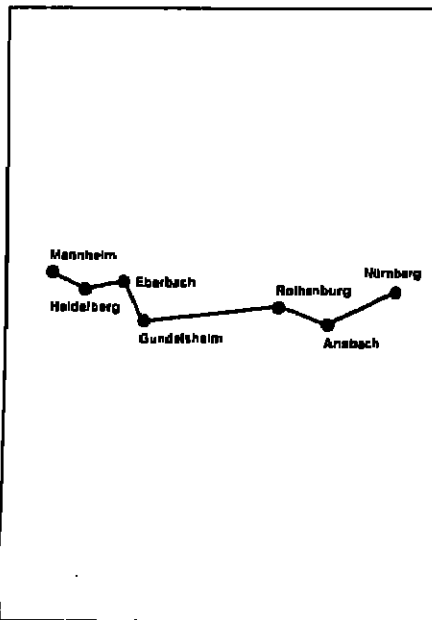 Mannheim
Nürnberg
Eberbach
Rothenburg
Heidelberg
Gundelsheim
Ansbach